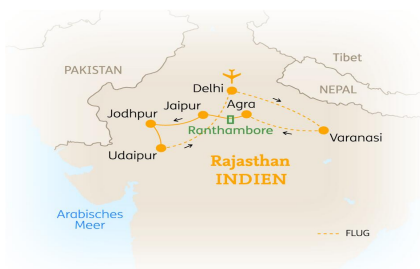 Tibet
PAKISTAN
NEPAL
Delhi
Jaipur
Agra
Jodhpur
Ranthambore
Varanasi
Udaipur
Rajasthan
INDIEN
Arabisches
Meer
FLUG